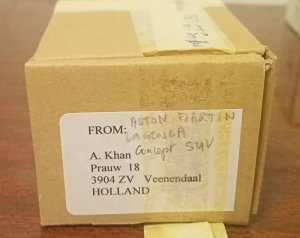 FROM:
ASTON MARTIN
LAGONDA
Concept SUV
A. Khan
Prauw 18
3904 ZV Veenendaal
HOLLAND